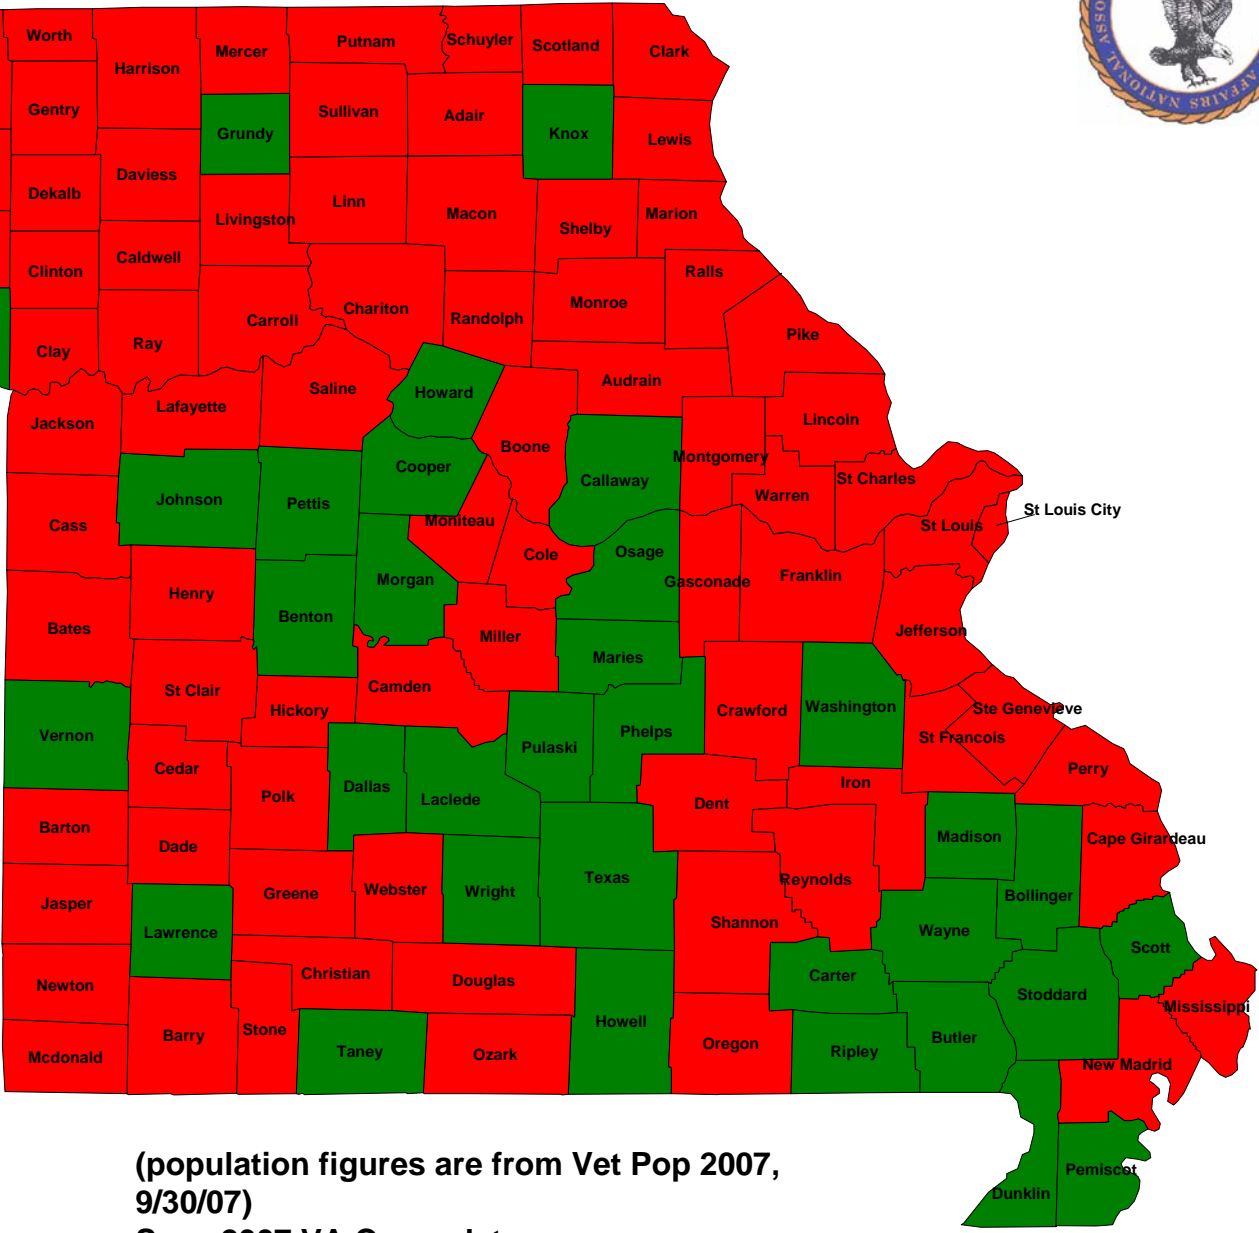 Worth
Harrison
Mercer
Putnam
Schuyler
Scotland
Clark
Gentry
Grundy
Sullivan
Adair
Knox
Lewis
Dekalb
Daviess
Livingston
Linn
Macon
Shelby
Marion
Clinton
Caldwell
Carroll
Chariton
Randolph
Monroe
Ralls
Pike
Clay
Ray
Saline
Howard
Audrain
Lincoln
Jackson
Lafayette
Boone
Cooper
Callaway
Montgomery
Warren
St Charles
Johnson
Pettis
Cass
Moniteau
Cole
Osage
Gasconade
Franklin
St Louis
St Louis City
Henry
Benton
Morgan
Miller
Maries
Jefferson
Bates
St Clair
Hickory
Camden
Pulaski
Phelps
Crawford
Washington
Ste Genevieve
St Francois
Perry
Vernon
Cedar
Polk
Dallas
Laclede
Dent
Iron
Madison
Cape Girardeau
Barton
Dade
Greene
Webster
Wright
Texas
Reynolds
Bollinger
Jasper
Lawrence
Shannon
Wayne
Scott
Newton
Christian
Douglas
Howell
Carter
Stoddard
Mississippi
Mcdonald
Barry
Stone
Taney
Ozark
Oregon
Ripley
Butler
New Madrid
Dunklin
Pemiscot
AFFAIRS NATIONAL
(population figures are from Vet Pop 2007,
9/30/07)